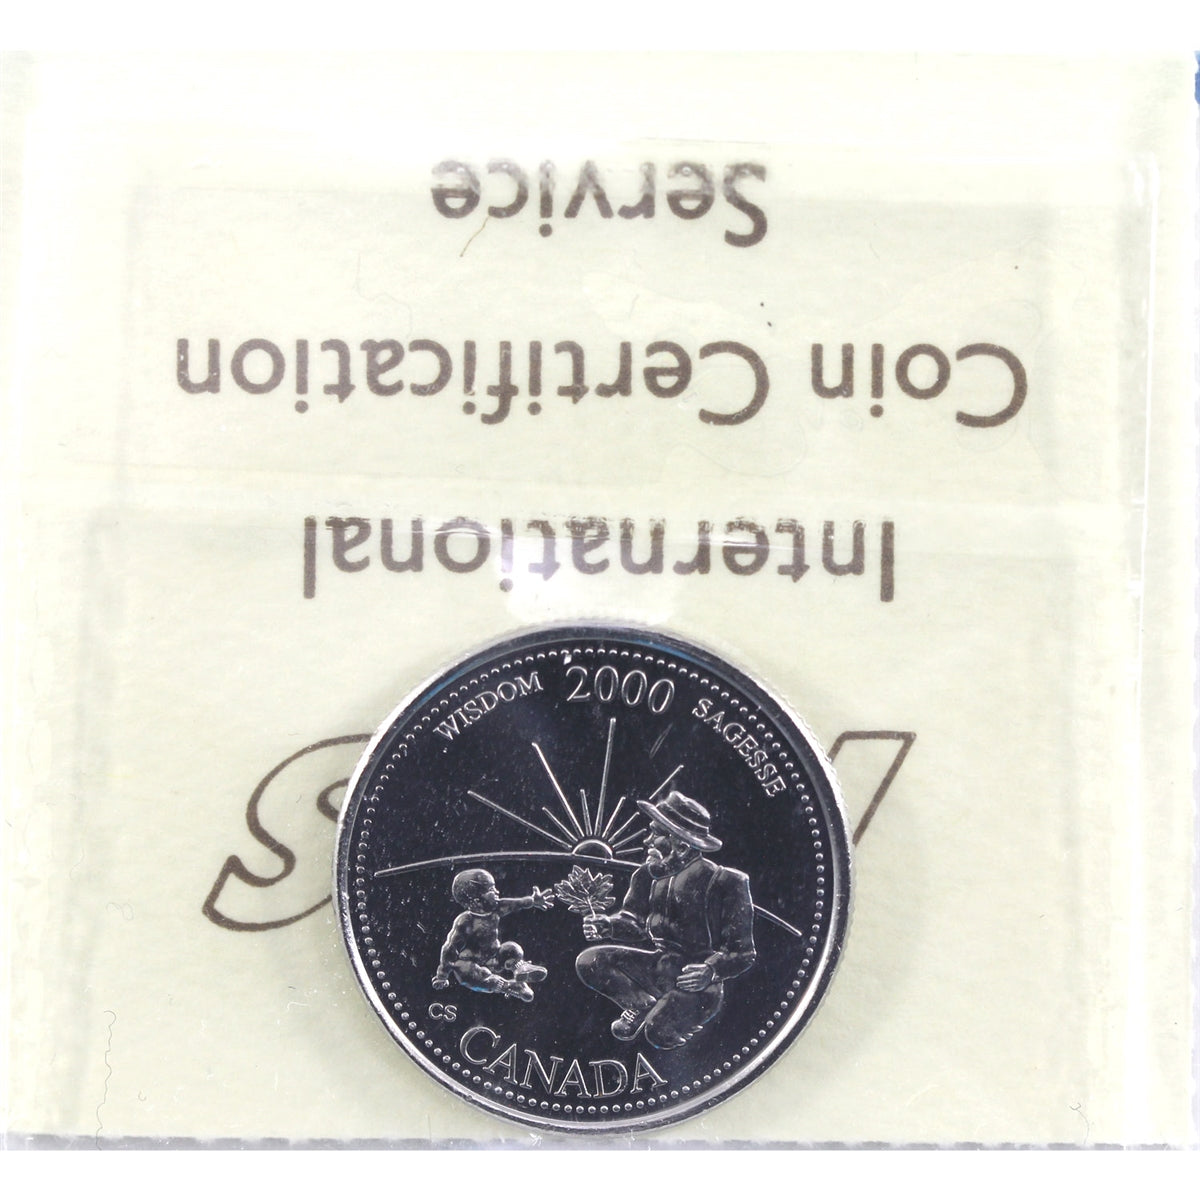 International
Coin Certification
Service
WISDOM 2000 SAGESSE
CS
CANADA